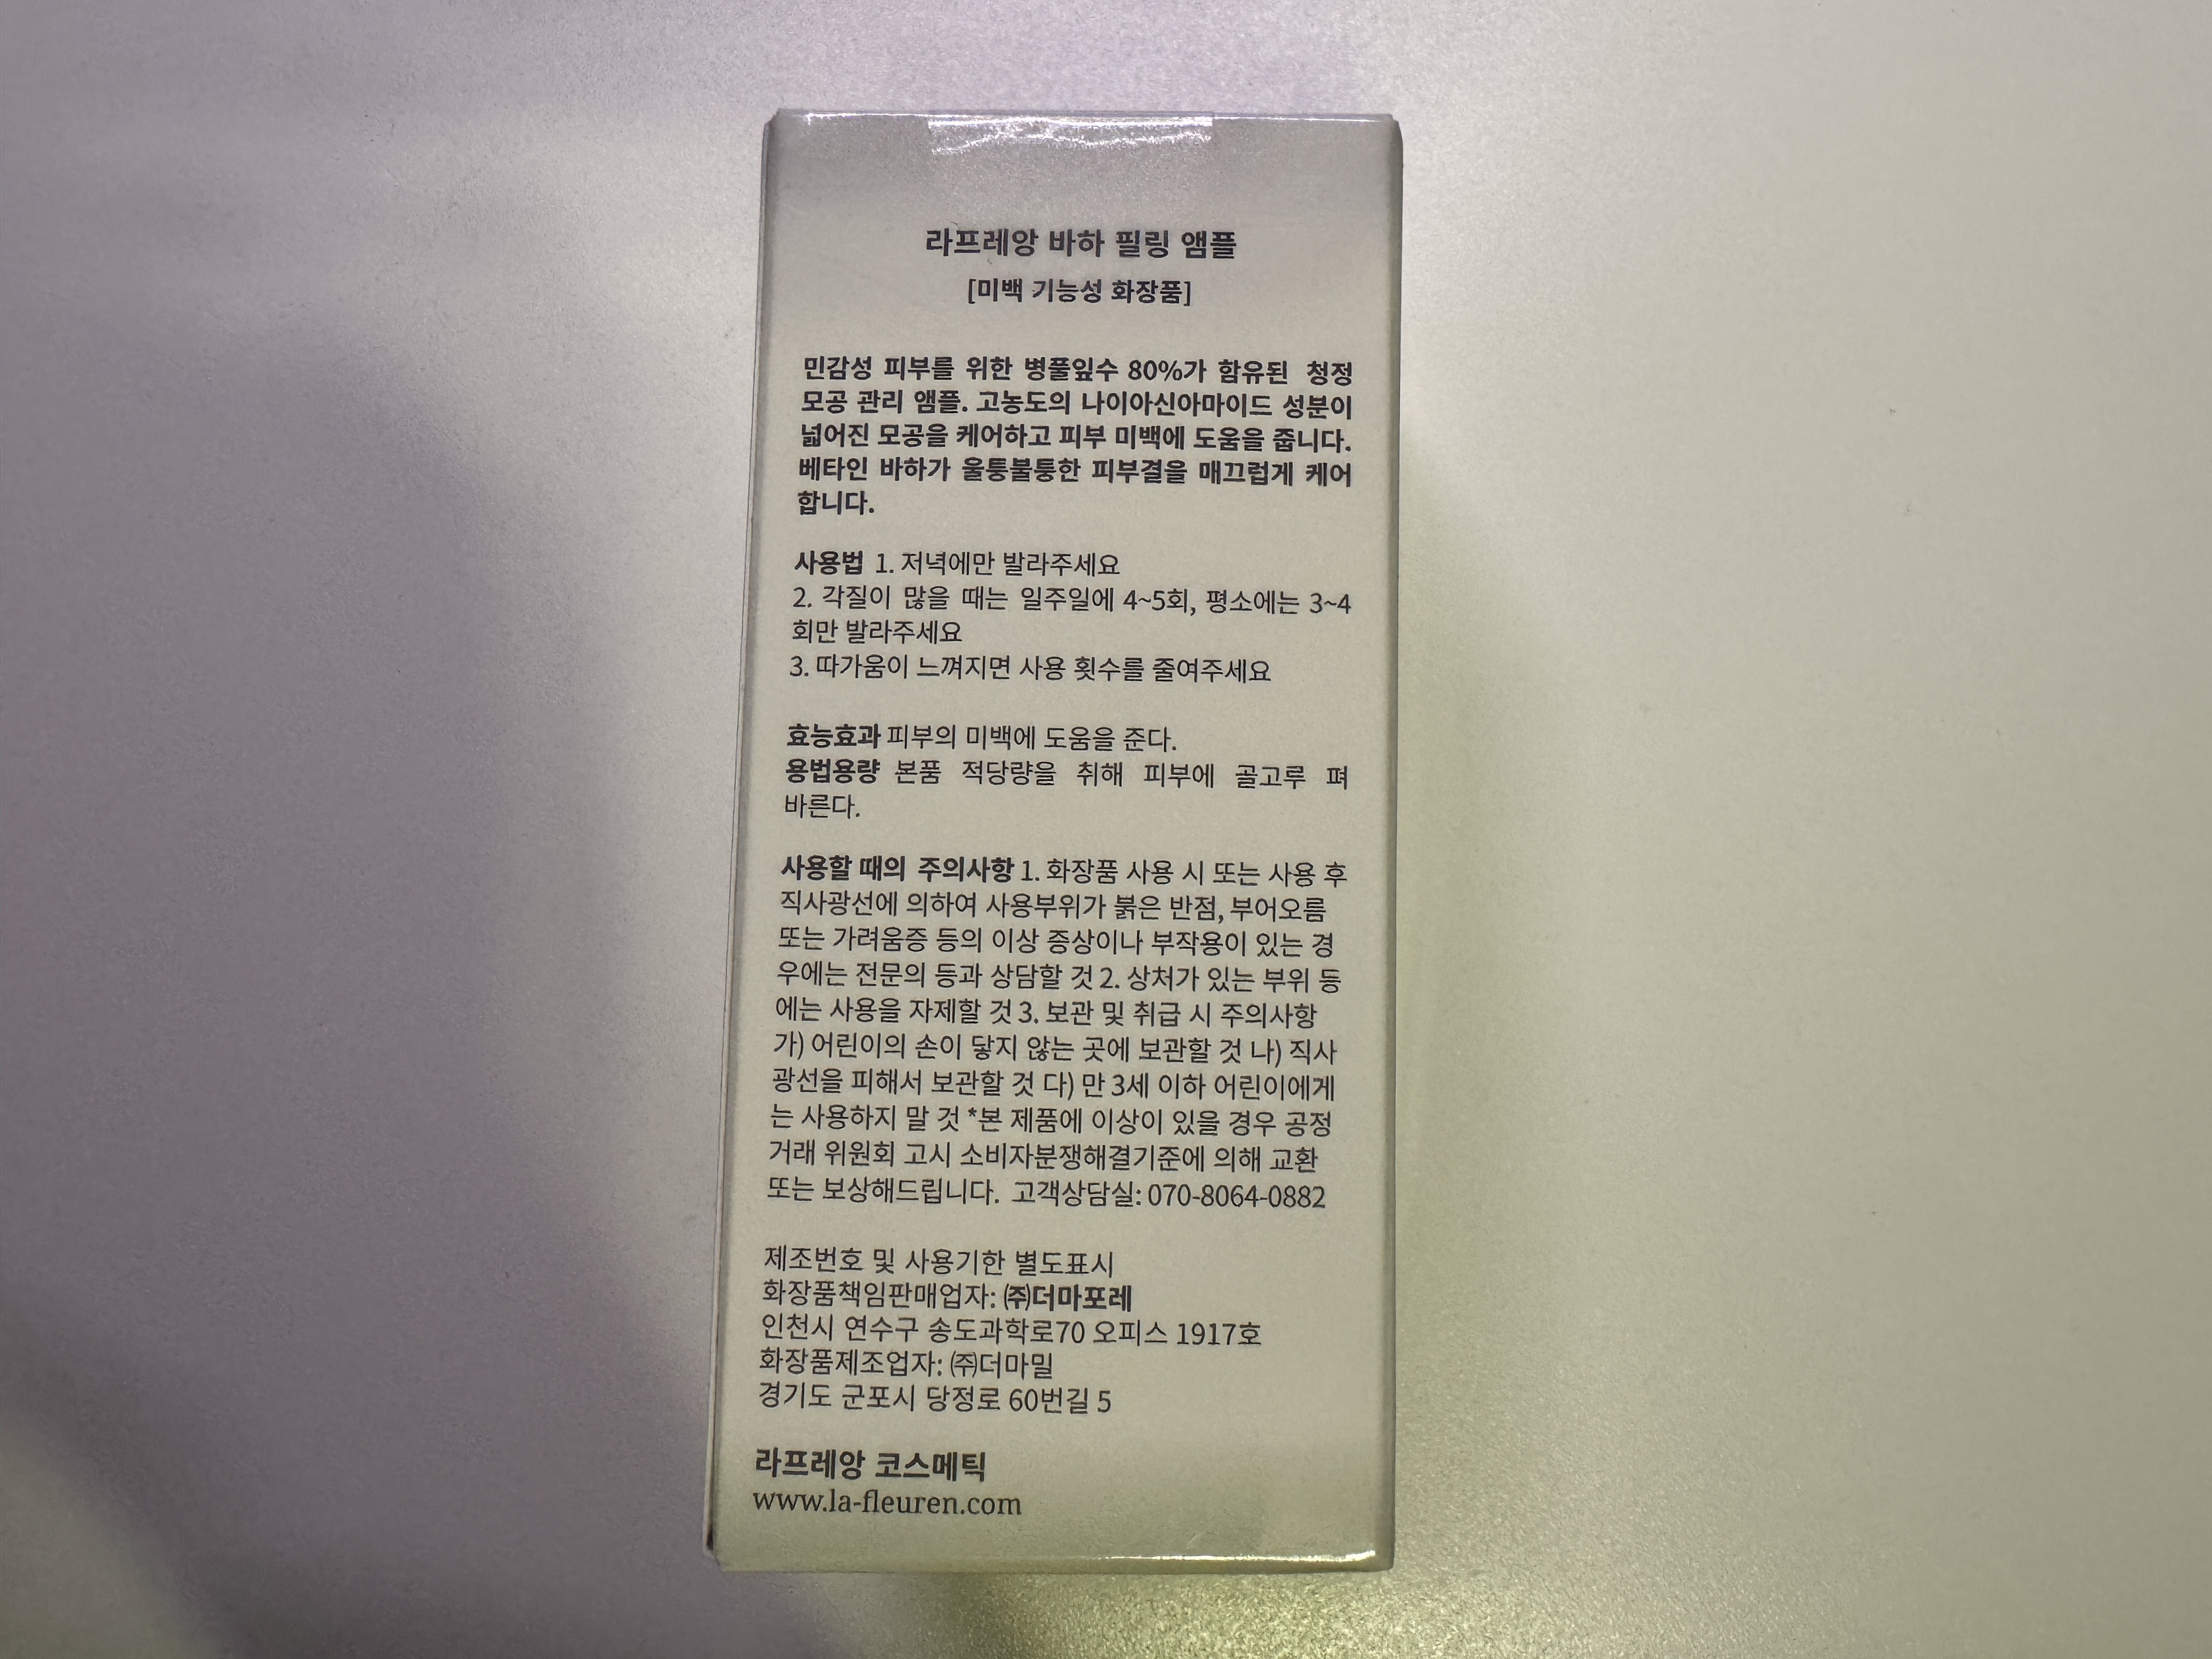 라프레앙 바하 필링 앰플
[미백 기능성 화장품]
민감성 피부를 위한 병풀잎수 80%가 함유된 청정
모공 관리 앰플. 고농도의 나이아신아마이드 성분이
넓어진 모공을 케어하고 피부 미백에 도움을 줍니다.
베타인 바하가 울퉁불퉁한 피부결을 매끄럽게 케어
합니다.
사용법 1. 저녁에만 발라주세요
2. 각질이 많을 때는 일주일에 4~5회, 평소에는 3~4
회만 발라주세요
3. 따가움이 느껴지면 사용 횟수를 줄여주세요
효능효과 피부의 미백에 도움을 준다.
용법용량 본품 적당량을 취해 피부에 골고루 펴
바른다.
사용할 때의 주의사항 1. 화장품 사용 시 또는 사용 후
직사광선에 의하여 사용부위가 붉은 반점, 부어오름
또는 가려움증 등의 이상 증상이나 부작용이 있는 경
우에는 전문의 등과 상담할 것 2. 상처가 있는 부위 등
에는 사용을 자제할 것 3. 보관 및 취급 시 주의사항
가) 어린이의 손이 닿지 않는 곳에 보관할 것 나) 직사
광선을 피해서 보관할 것 다) 만 3세 이하 어린이에게
는 사용하지 말 것 *본 제품에 이상이 있을 경우 공정
거래 위원회 고시 소비자분쟁해결기준에 의해 교환
또는 보상해드립니다. 고객상담실: 070-8064-0882
제조번호 및 사용기한 별도표시
화장품책임판매업자: ㈜더마포레
인천시 연수구 송도과학로70 오피스 1917호
화장품제조업자: ㈜더마밀
경기도 군포시 당정로 60번길 5
라프레앙 코스메틱
www.la-fleuren.com